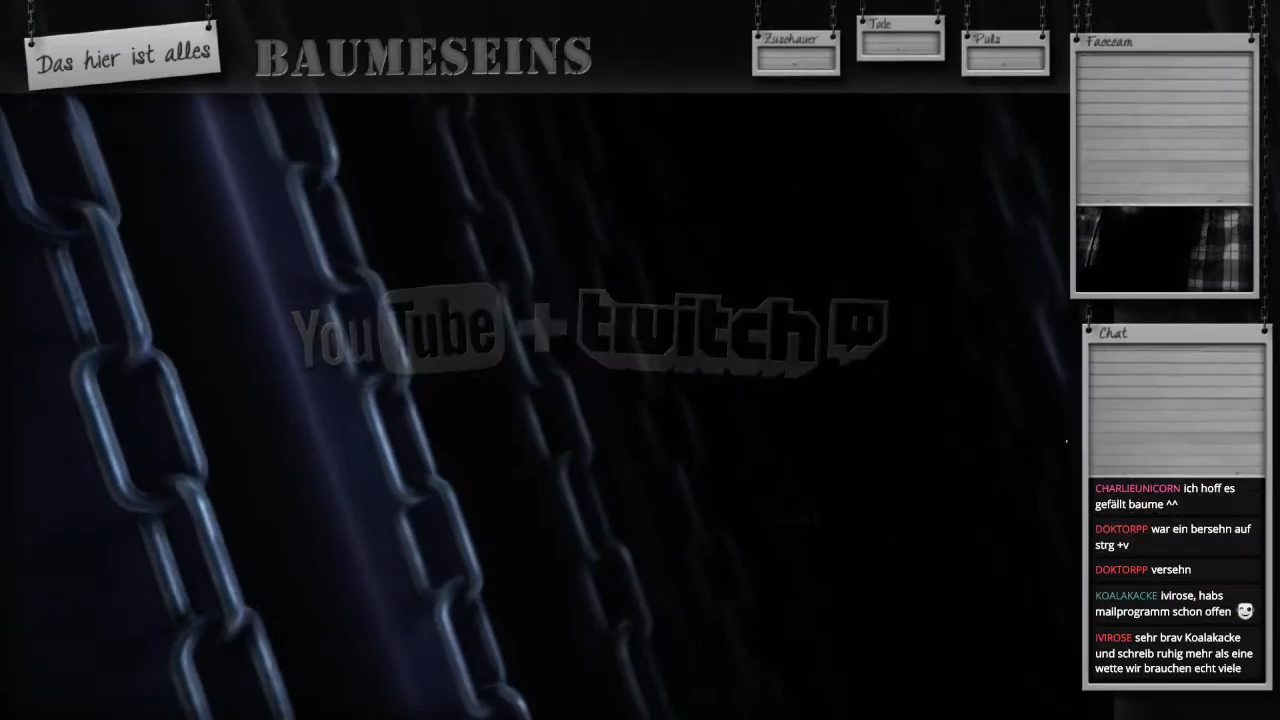 Das hier ist alles
BAUMESEINS
Zuschauer
Tode
Puls
Facecam
YouTube + twitch
Chat
CHARLIEUNICORN ich hoff es
gefällt baume ^^
DOKTORPP war ein bersehn auf
strg +v
DOKTORPP versehn
KOALAKACKE ivirose, habs
mailprogramm schon offen
IVIROSE sehr brav Koalakacke
und schreib ruhig mehr als eine
wette wir brauchen echt viele